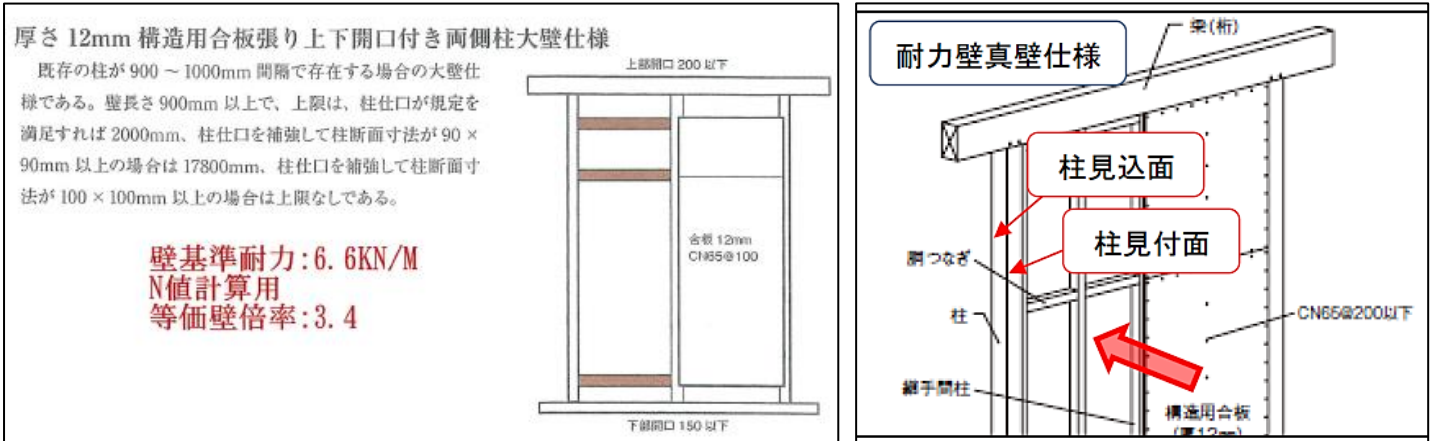 厚さ 12mm 構造用合板張り上下開口付き両側柱大壁仕様
既存の柱が 900 ～ 1000mm 間隔で存在する場合の大壁仕
様である。壁長さ 900mm 以上で、上限は、柱仕口が規定を
満足すれば 2000mm、柱仕口を補強して柱断面寸法が 90 ×
90mm 以上の場合は 17800mm、柱仕口を補強して柱断面寸
法が 100 × 100mm 以上の場合は上限なしである。
壁基準耐力:6.6KN/M
N値計算用
等価壁倍率:3.4
上部開口 200 以下
合板 12mm
CN65@100
下部開口 150 以下
耐力壁真壁仕様
梁(桁)
柱見込面
柱見付面
胴つなぎ
柱
CN65@200以下
継手間柱
構造用合板
(厚12mm)